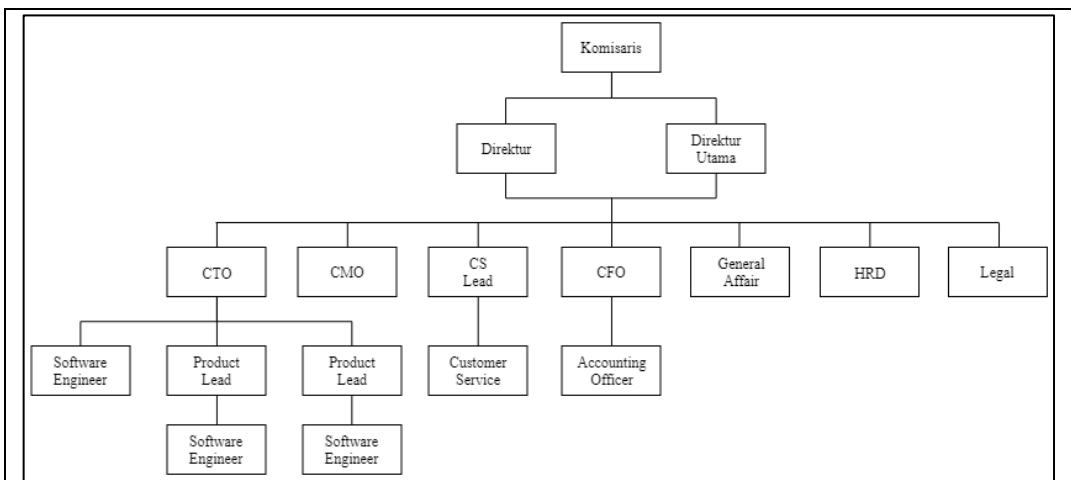 Komisaris
Direktur
Direktur
Utama
CTO
CMO
CS
Lead
CFO
General
Affair
HRD
Legal
Software
Engineer
Product
Lead
Product
Lead
Customer
Service
Accounting
Officer
Software
Engineer
Software
Engineer